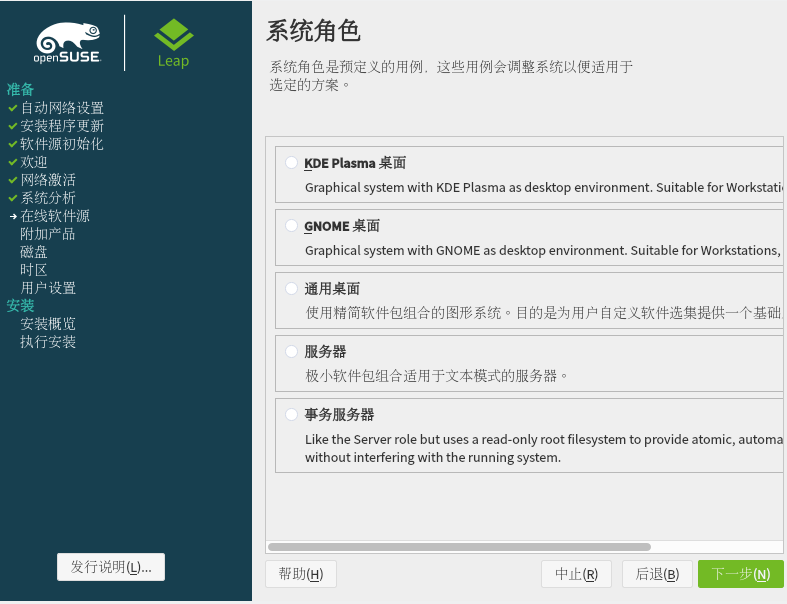 openSUSE
Leap
准备
自动网络设置
安装程序更新
软件源初始化
欢迎
网络激活
系统分析
在线软件源
附加产品
磁盘
时区
用户设置
安装
安装概览
执行安装
发行说明(L)...
系统角色
系统角色是预定义的用例，这些用例会调整系统以便适用于
选定的方案。
KDE Plasma 桌面
Graphical system with KDE Plasma as desktop environment. Suitable for Workstati
GNOME 桌面
Graphical system with GNOME as desktop environment. Suitable for Workstations,
通用桌面
使用精简软件包组合的图形系统。目的是为用户自定义软件选集提供一个基础
服务器
极小软件包组合适用于文本模式的服务器。
事务服务器
Like the Server role but uses a read-only root filesystem to provide atomic, automa
without interfering with the running system.
帮助(H)
中止(R)
后退(B)
下一步(N)